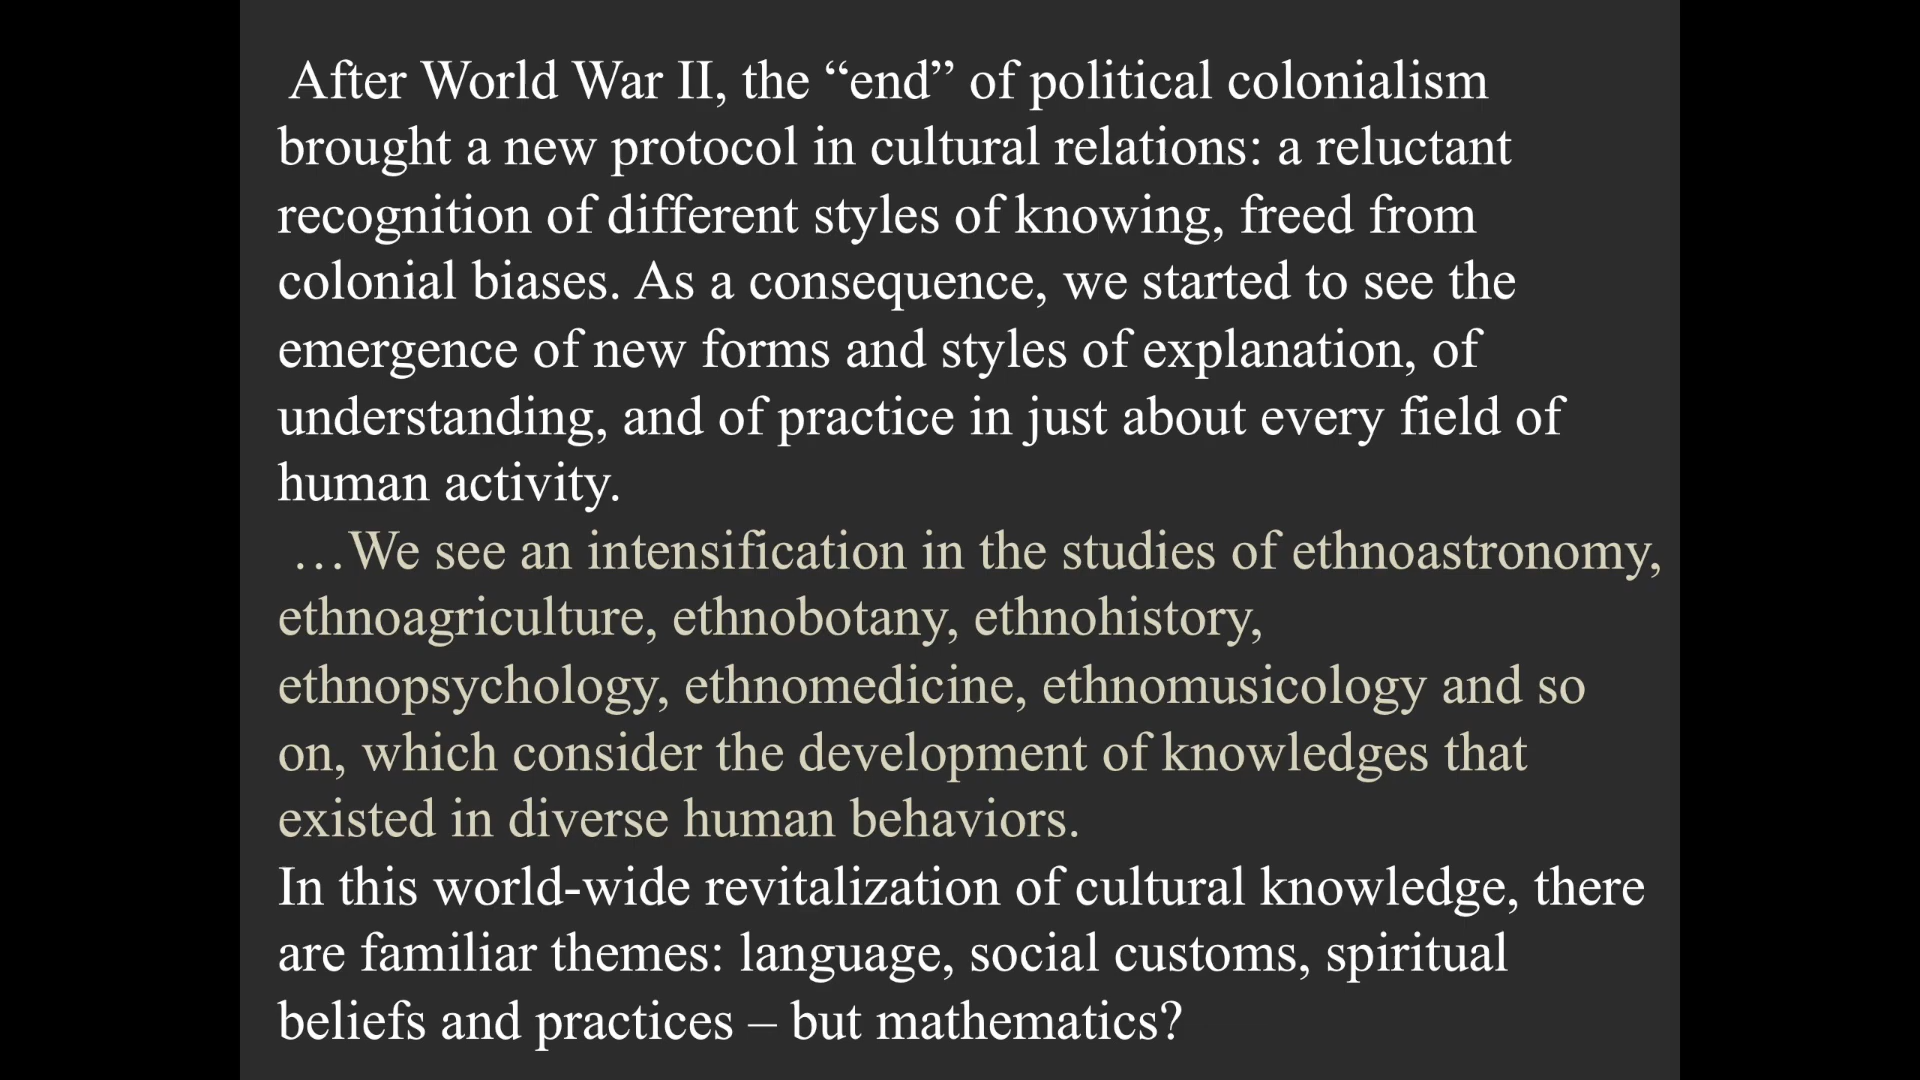 After World War II, the “end” of political colonialism
brought a new protocol in cultural relations: a reluctant
recognition of different styles of knowing, freed from
colonial biases. As a consequence, we started to see the
emergence of new forms and styles of explanation, of
understanding, and of practice in just about every field of
human activity.
…We see an intensification in the studies of ethnoastronomy,
ethnoagriculture, ethnobotany, ethnohistory,
ethnopsychology, ethnomedicine, ethnomusicology and so
on, which consider the development of knowledges that
existed in diverse human behaviors.
In this world-wide revitalization of cultural knowledge, there
are familiar themes: language, social customs, spiritual
beliefs and practices – but mathematics?